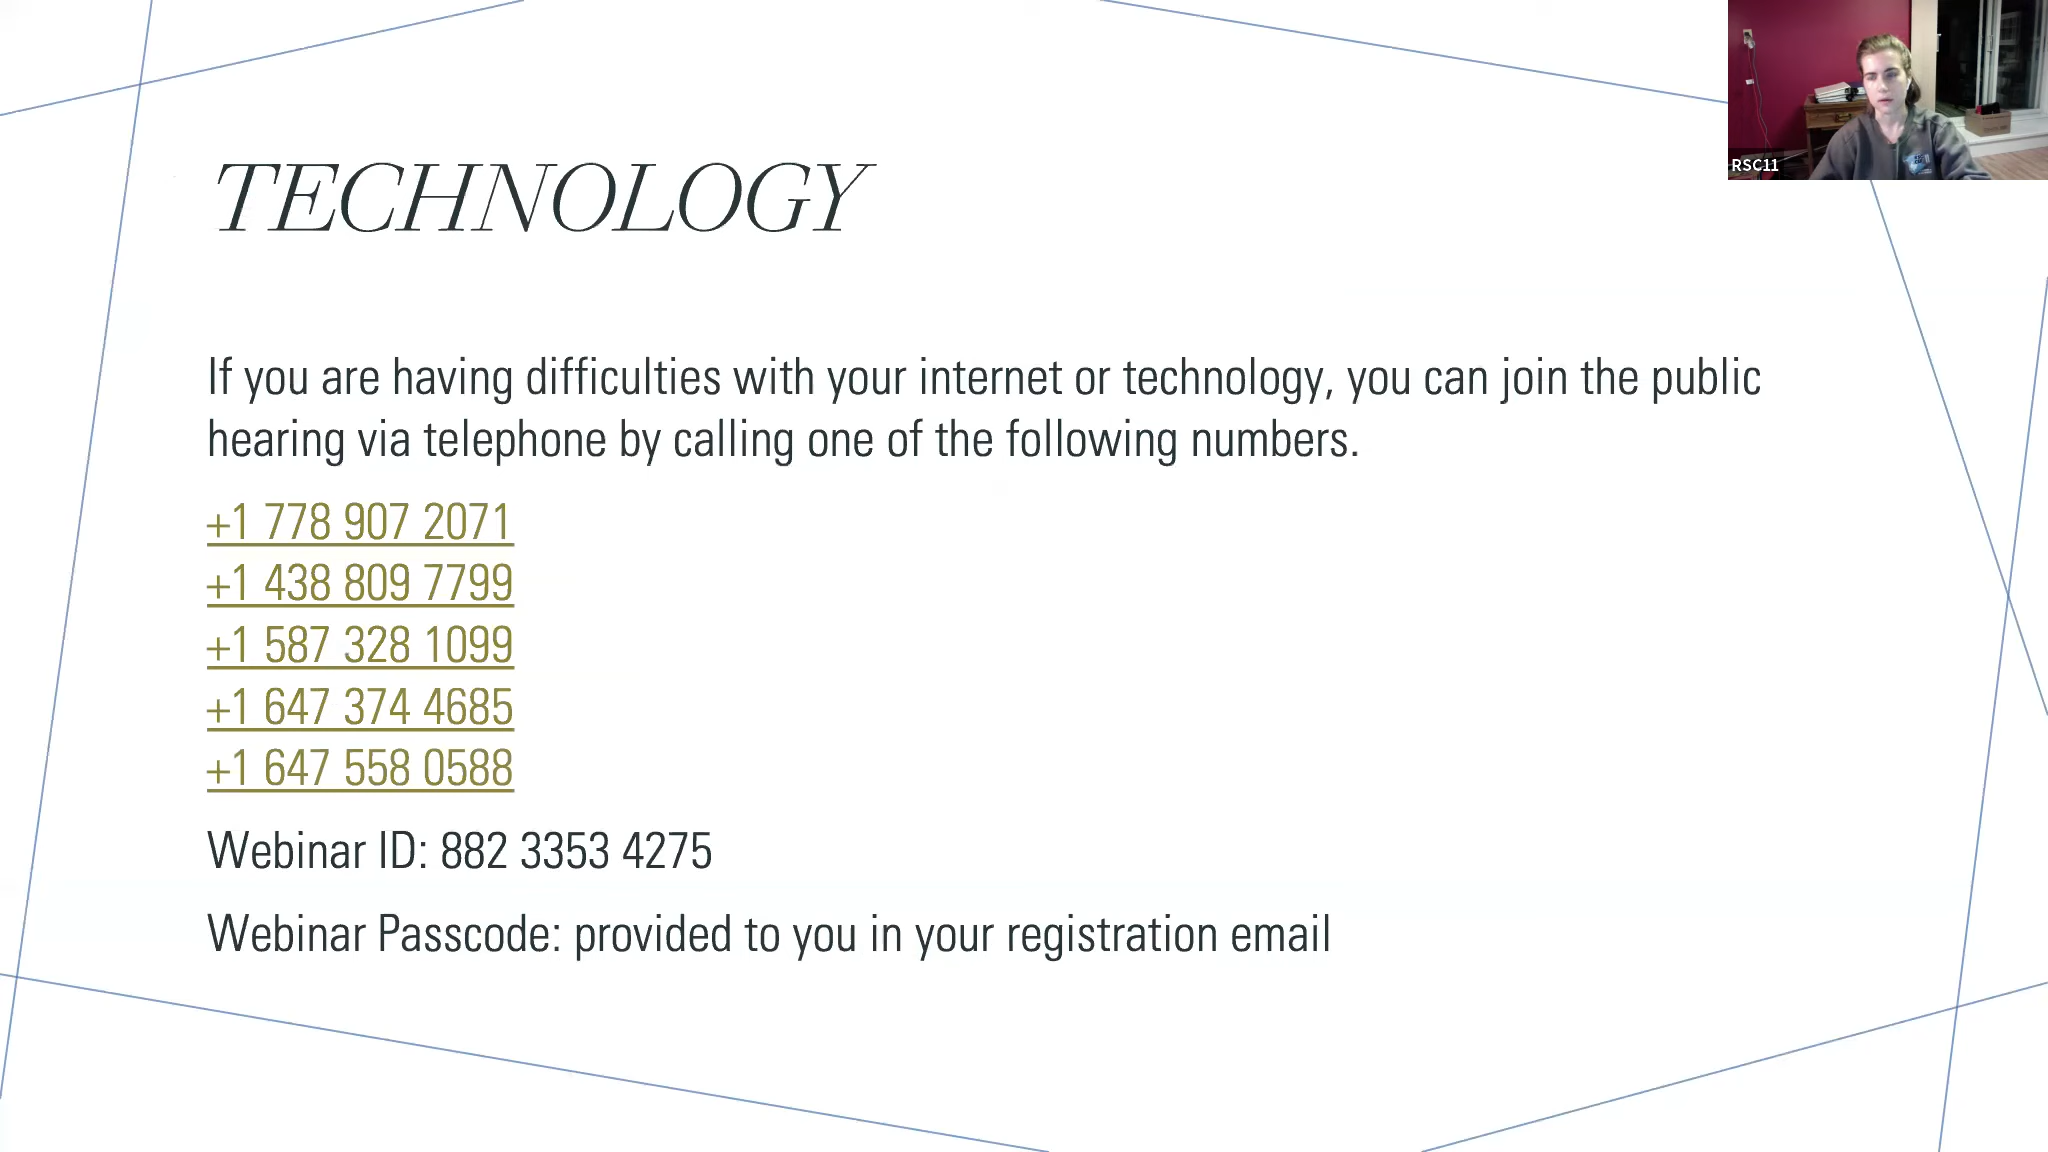 TECHNOLOGY
RSC11
If you are having difficulties with your internet or technology, you can join the public
hearing via telephone by calling one of the following numbers.
+1 778 907 2071
+1 438 809 7799
+1 587 328 1099
+1 647 374 4685
+1 647 558 0588
Webinar ID: 882 3353 4275
Webinar Passcode: provided to you in your registration email